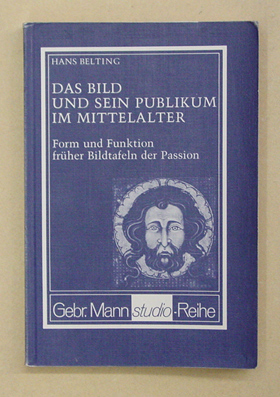 HANS BELTING
DAS BILD
UND SEIN PUBLIKUM
IM MITTELALTER
Form und Funktion
früher Bildtafeln der Passion
Gebr. Mann studio-Reihe